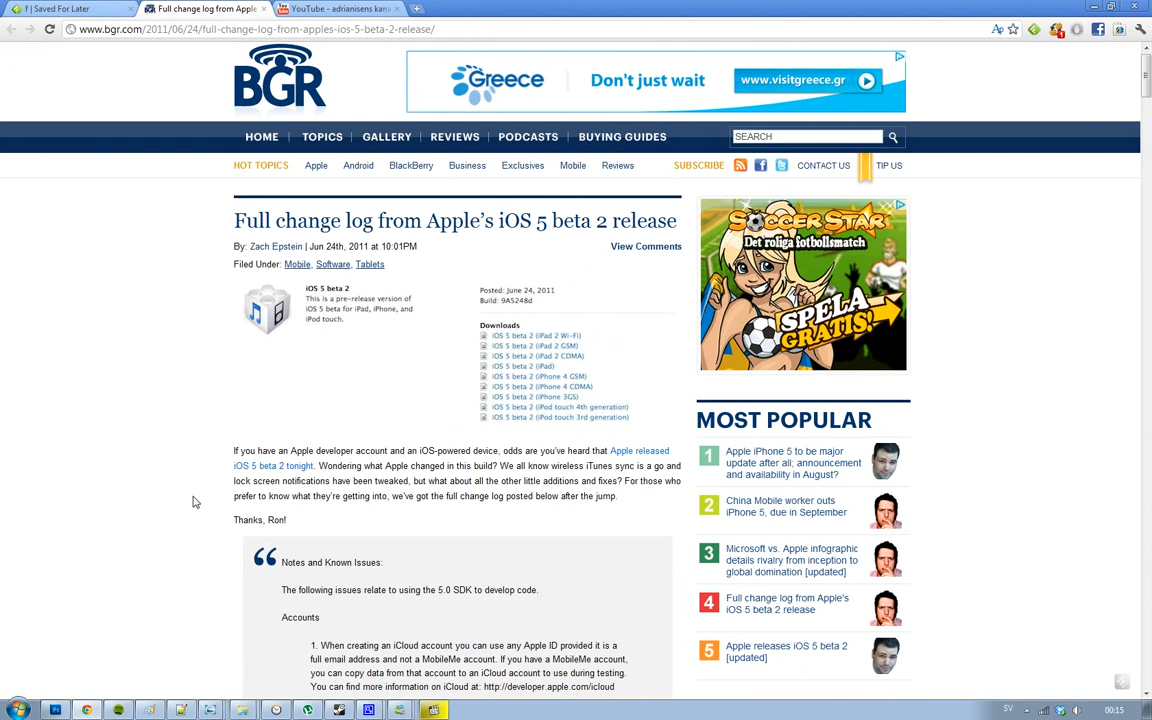 f | Saved For Later
Full change log from Apple
YouTube - adrianisens kana
www.bgr.com/2011/06/24/full-change-log-from-apples-ios-5-beta-2-release/
BGR
Greece
Don't just wait
www.visitgreece.gr
HOME
TOPICS
GALLERY
REVIEWS
PODCASTS
BUYING GUIDES
SEARCH
HOT TOPICS
Apple
Android
BlackBerry
Business
Exclusives
Mobile
Reviews
SUBSCRIBE
CONTACT US
TIP US
Full change log from Apple's iOS 5 beta 2 release
By: Zach Epstein | Jun 24th, 2011 at 10:01PM
View Comments
Filed Under: Mobile, Software, Tablets
iOS 5 beta 2
This is a pre-release version of
iOS 5 beta for iPad, iPhone, and
iPod touch.
Posted: June 24, 2011
Build: 9A5248d
Downloads
iOS 5 beta 2 (iPad 2 Wi-Fi)
iOS 5 beta 2 (iPad 2 GSM)
iOS 5 beta 2 (iPad 2 CDMA)
iOS 5 beta 2 (iPad)
iOS 5 beta 2 (iPhone 4 GSM)
iOS 5 beta 2 (iPhone 4 CDMA)
iOS 5 beta 2 (iPhone 3GS)
iOS 5 beta 2 (iPod touch 4th generation)
iOS 5 beta 2 (iPod touch 3rd generation)
If you have an Apple developer account and an iOS-powered device, odds are you've heard that Apple released
iOS 5 beta 2 tonight. Wondering what Apple changed in this build? We all know wireless iTunes sync is a go and
lock screen notifications have been tweaked, but what about all the other little additions and fixes? For those who
prefer to know what they're getting into, we've got the full change log posted below after the jump.
Thanks, Ron!
Notes and Known Issues:
The following issues relate to using the 5.0 SDK to develop code.
Accounts
1. When creating an iCloud account you can use any Apple ID provided it is a
full email address and not a MobileMe account. If you have a MobileMe account,
you can copy data from that account to an iCloud account to use during testing.
You can find more information on iCloud at: http://developer.apple.com/icloud
SOCCER STAR
Det roliga fotbollsmatch
SPELA
GRATIS!
MOST POPULAR
1
Apple iPhone 5 to be major
update after all; announcement
and availability in August?
2
China Mobile worker outs
iPhone 5, due in September
3
Microsoft vs. Apple infographic
details rivalry from inception to
global domination [updated]
4
Full change log from Apple's
iOS 5 beta 2 release
5
Apple releases iOS 5 beta 2
[updated]
SV
00:15